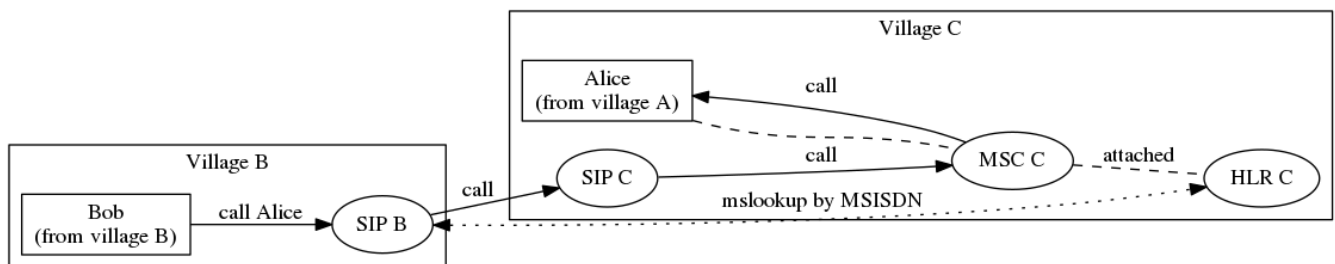 Village C
Alice
(from village A)
call
call
MSC C
attached
HLR C
SIP C
mslookup by MSISDN
Village B
call
Bob
(from village B)
call Alice
SIP B